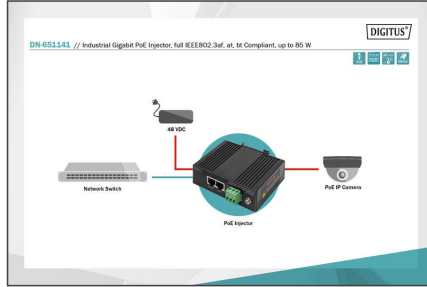 DIGITUS®
DN-651141 // Industrial Gigabit PoE Injector, full IEEE802.3af, at, bt Compliant, up to 85 W
48 VDC
Network Switch
PoE Injector
PoE IP Camera